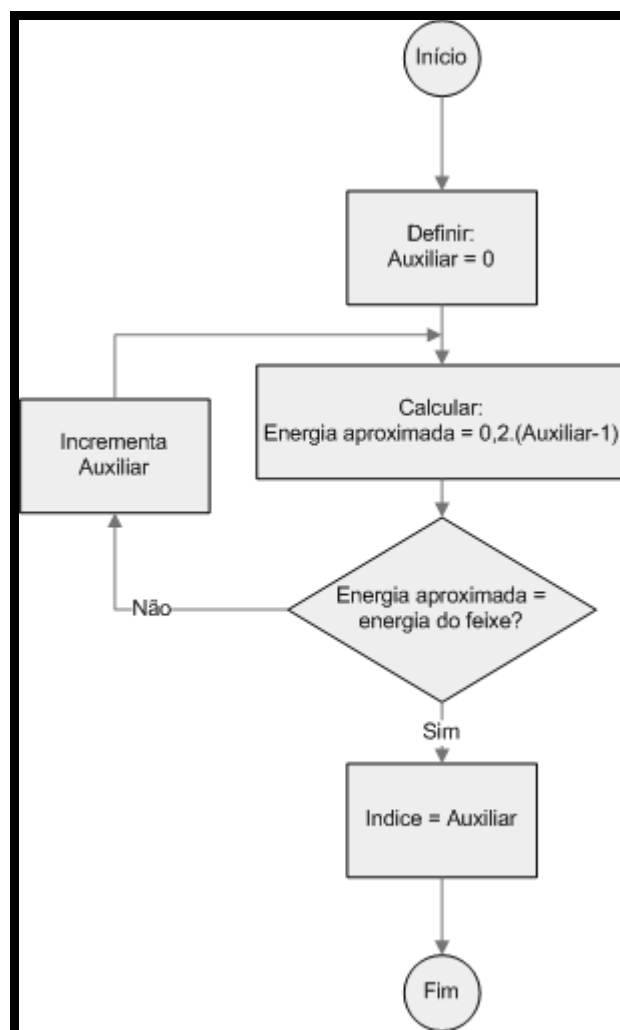 Início
Definir:
Auxiliar = 0
Calcular:
Energia aproximada = 0,2.(Auxiliar-1)
Incrementa
Auxiliar
Energia aproximada =
energia do feixe?
Não
Sim
Indice = Auxiliar
Fim